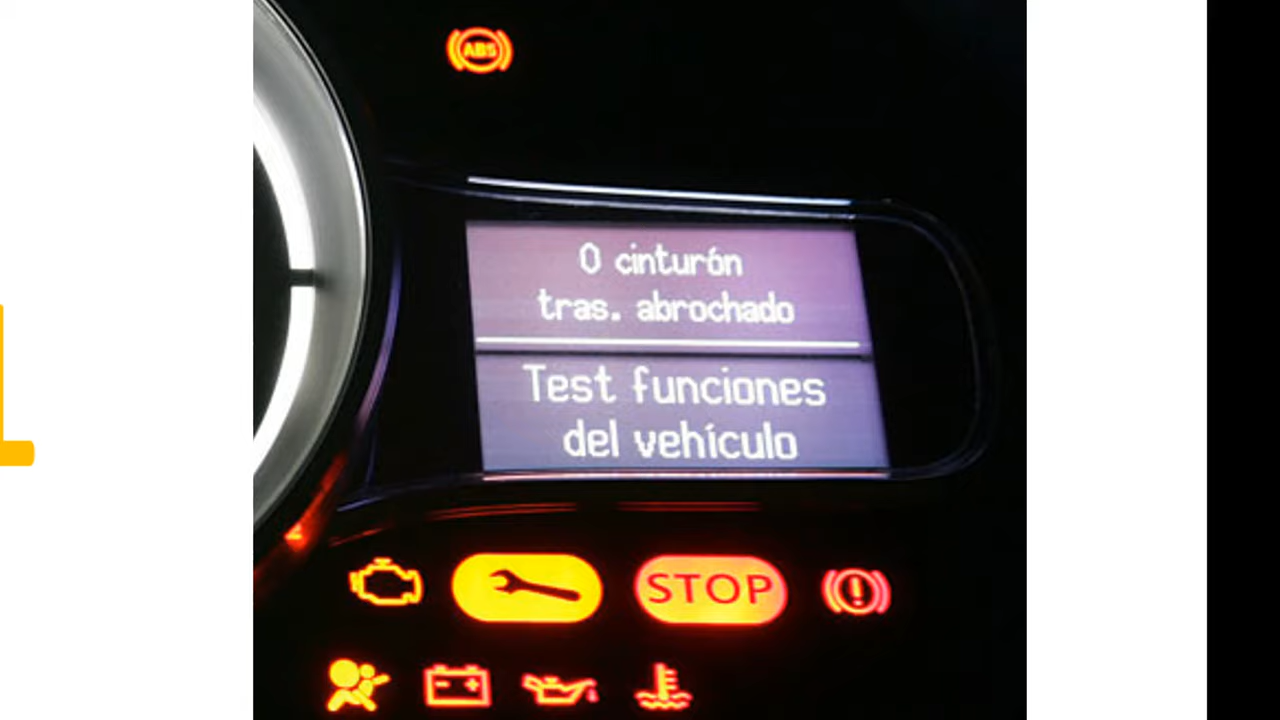 ABS
0 cinturón
tras. abrochado
Test funciones
del vehículo
STOP